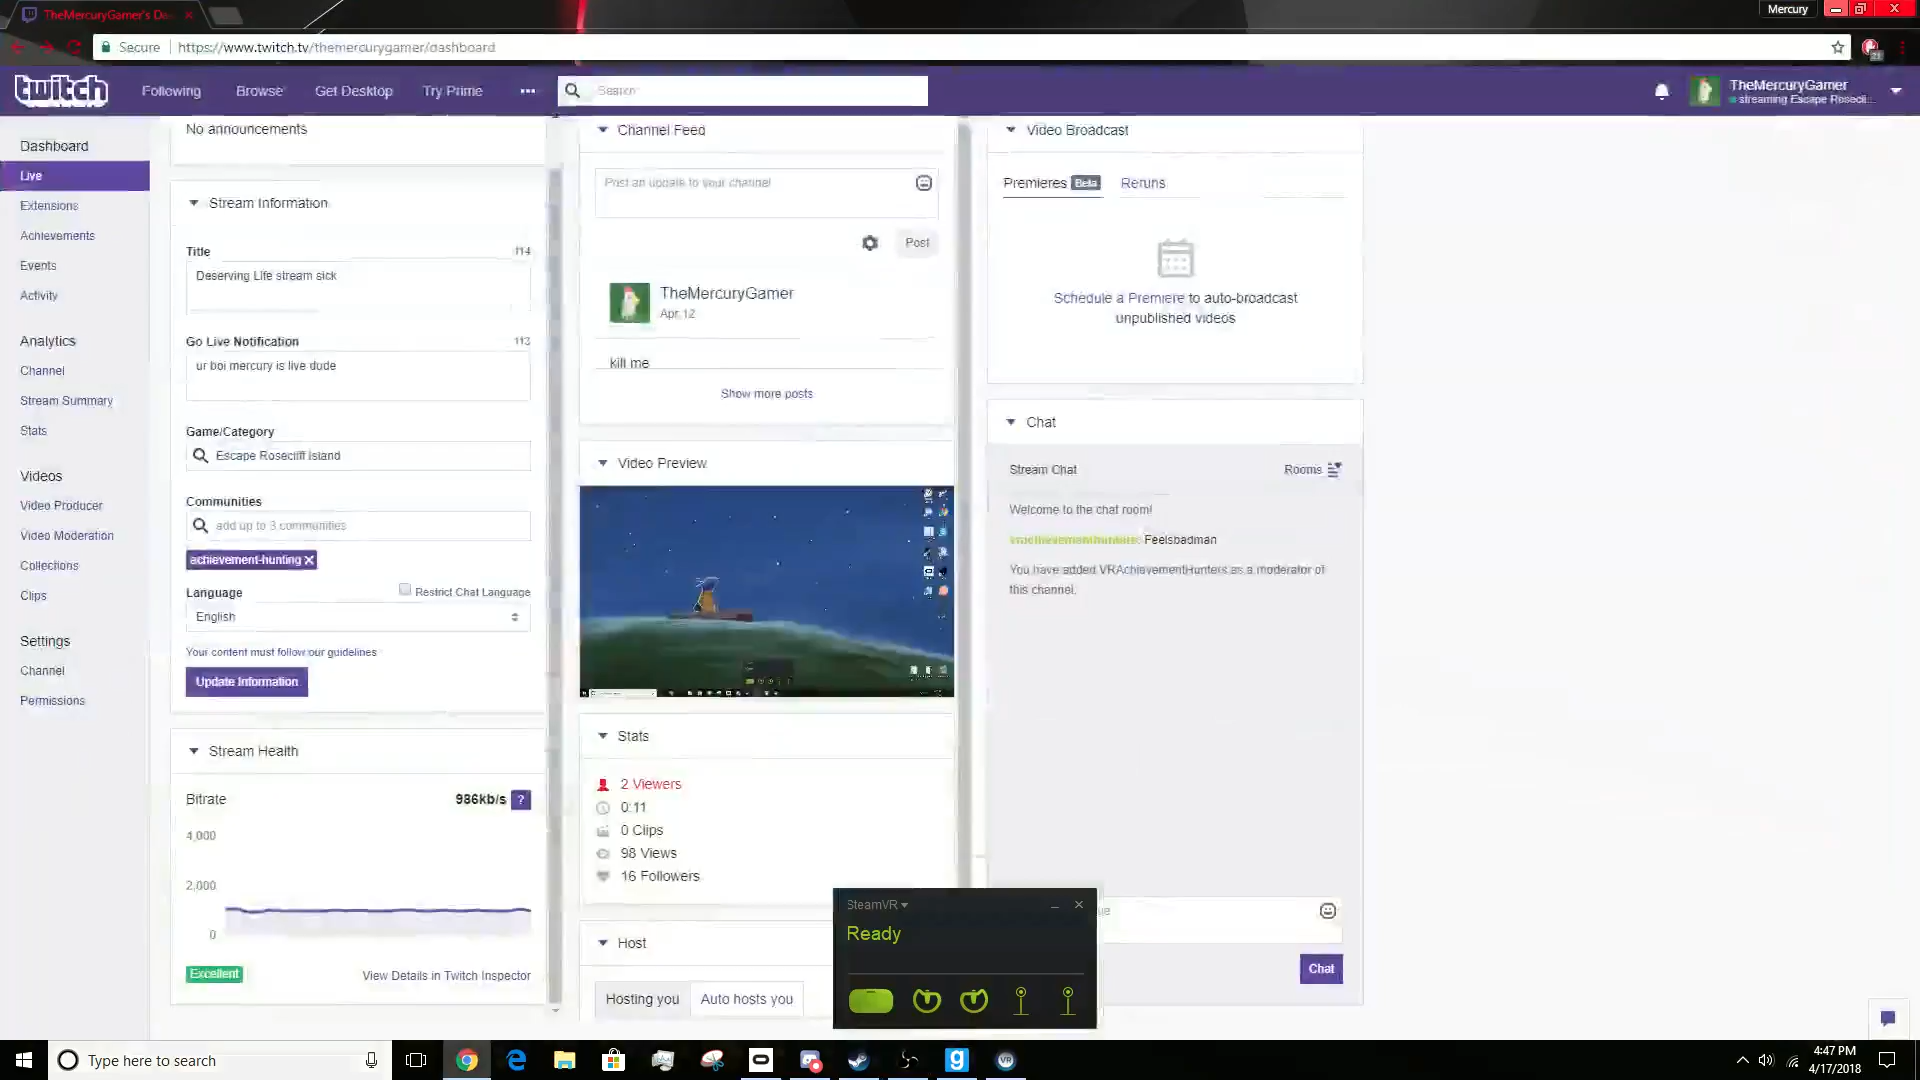 TheMercuryGamer's Da
Mercury
Secure
https://www.twitch.tv/themercurygamer/dashboard
twitch
Following
Browse
Get Desktop
Try Prime
Search
TheMercuryGamer
streaming Escape Rosecli...
Dashboard
Live
Extensions
Achievements
Events
Activity
Analytics
Channel
Stream Summary
Stats
Videos
Video Producer
Video Moderation
Collections
Clips
Settings
Channel
Permissions
No announcements
Stream Information
Title
114
Deserving Life stream sick
Go Live Notification
113
ur boi mercury is live dude
Game/Category
Escape Rosecliff Island
Communities
add up to 3 communities
achievement-hunting
Language
Restrict Chat Language
English
Your content must follow our guidelines
Update Information
Stream Health
Bitrate
986kb/s ?
4,000
2,000
0
Excellent
View Details in Twitch Inspector
Channel Feed
Post an update to your channel
Post
TheMercuryGamer
Apr 12
kill me
Show more posts
Video Preview
Stats
2 Viewers
0:11
0 Clips
98 Views
16 Followers
Host
Hosting you
Auto hosts you
Video Broadcast
Premieres Beta
Reruns
Schedule a Premiere to auto-broadcast
unpublished videos
Chat
Stream Chat
Rooms
Welcome to the chat room!
vrachievementhunters: Feelsbadman
You have added VRAchievementHunters as a moderator of
this channel.
Chat
SteamVR
Ready
Type here to search
4:47 PM
4/17/2018